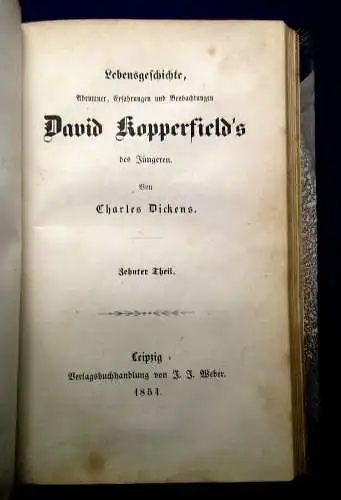 Lebensgeschichte,
Abenteuer, Erfahrungen und Beobachtungen
David Kopperfield's
des Jüngeren.
Von
Charles Dickens.
Zehnter Theil.
Leipzig
Verlagsbuchhandlung von J. J. Weber.
1851.